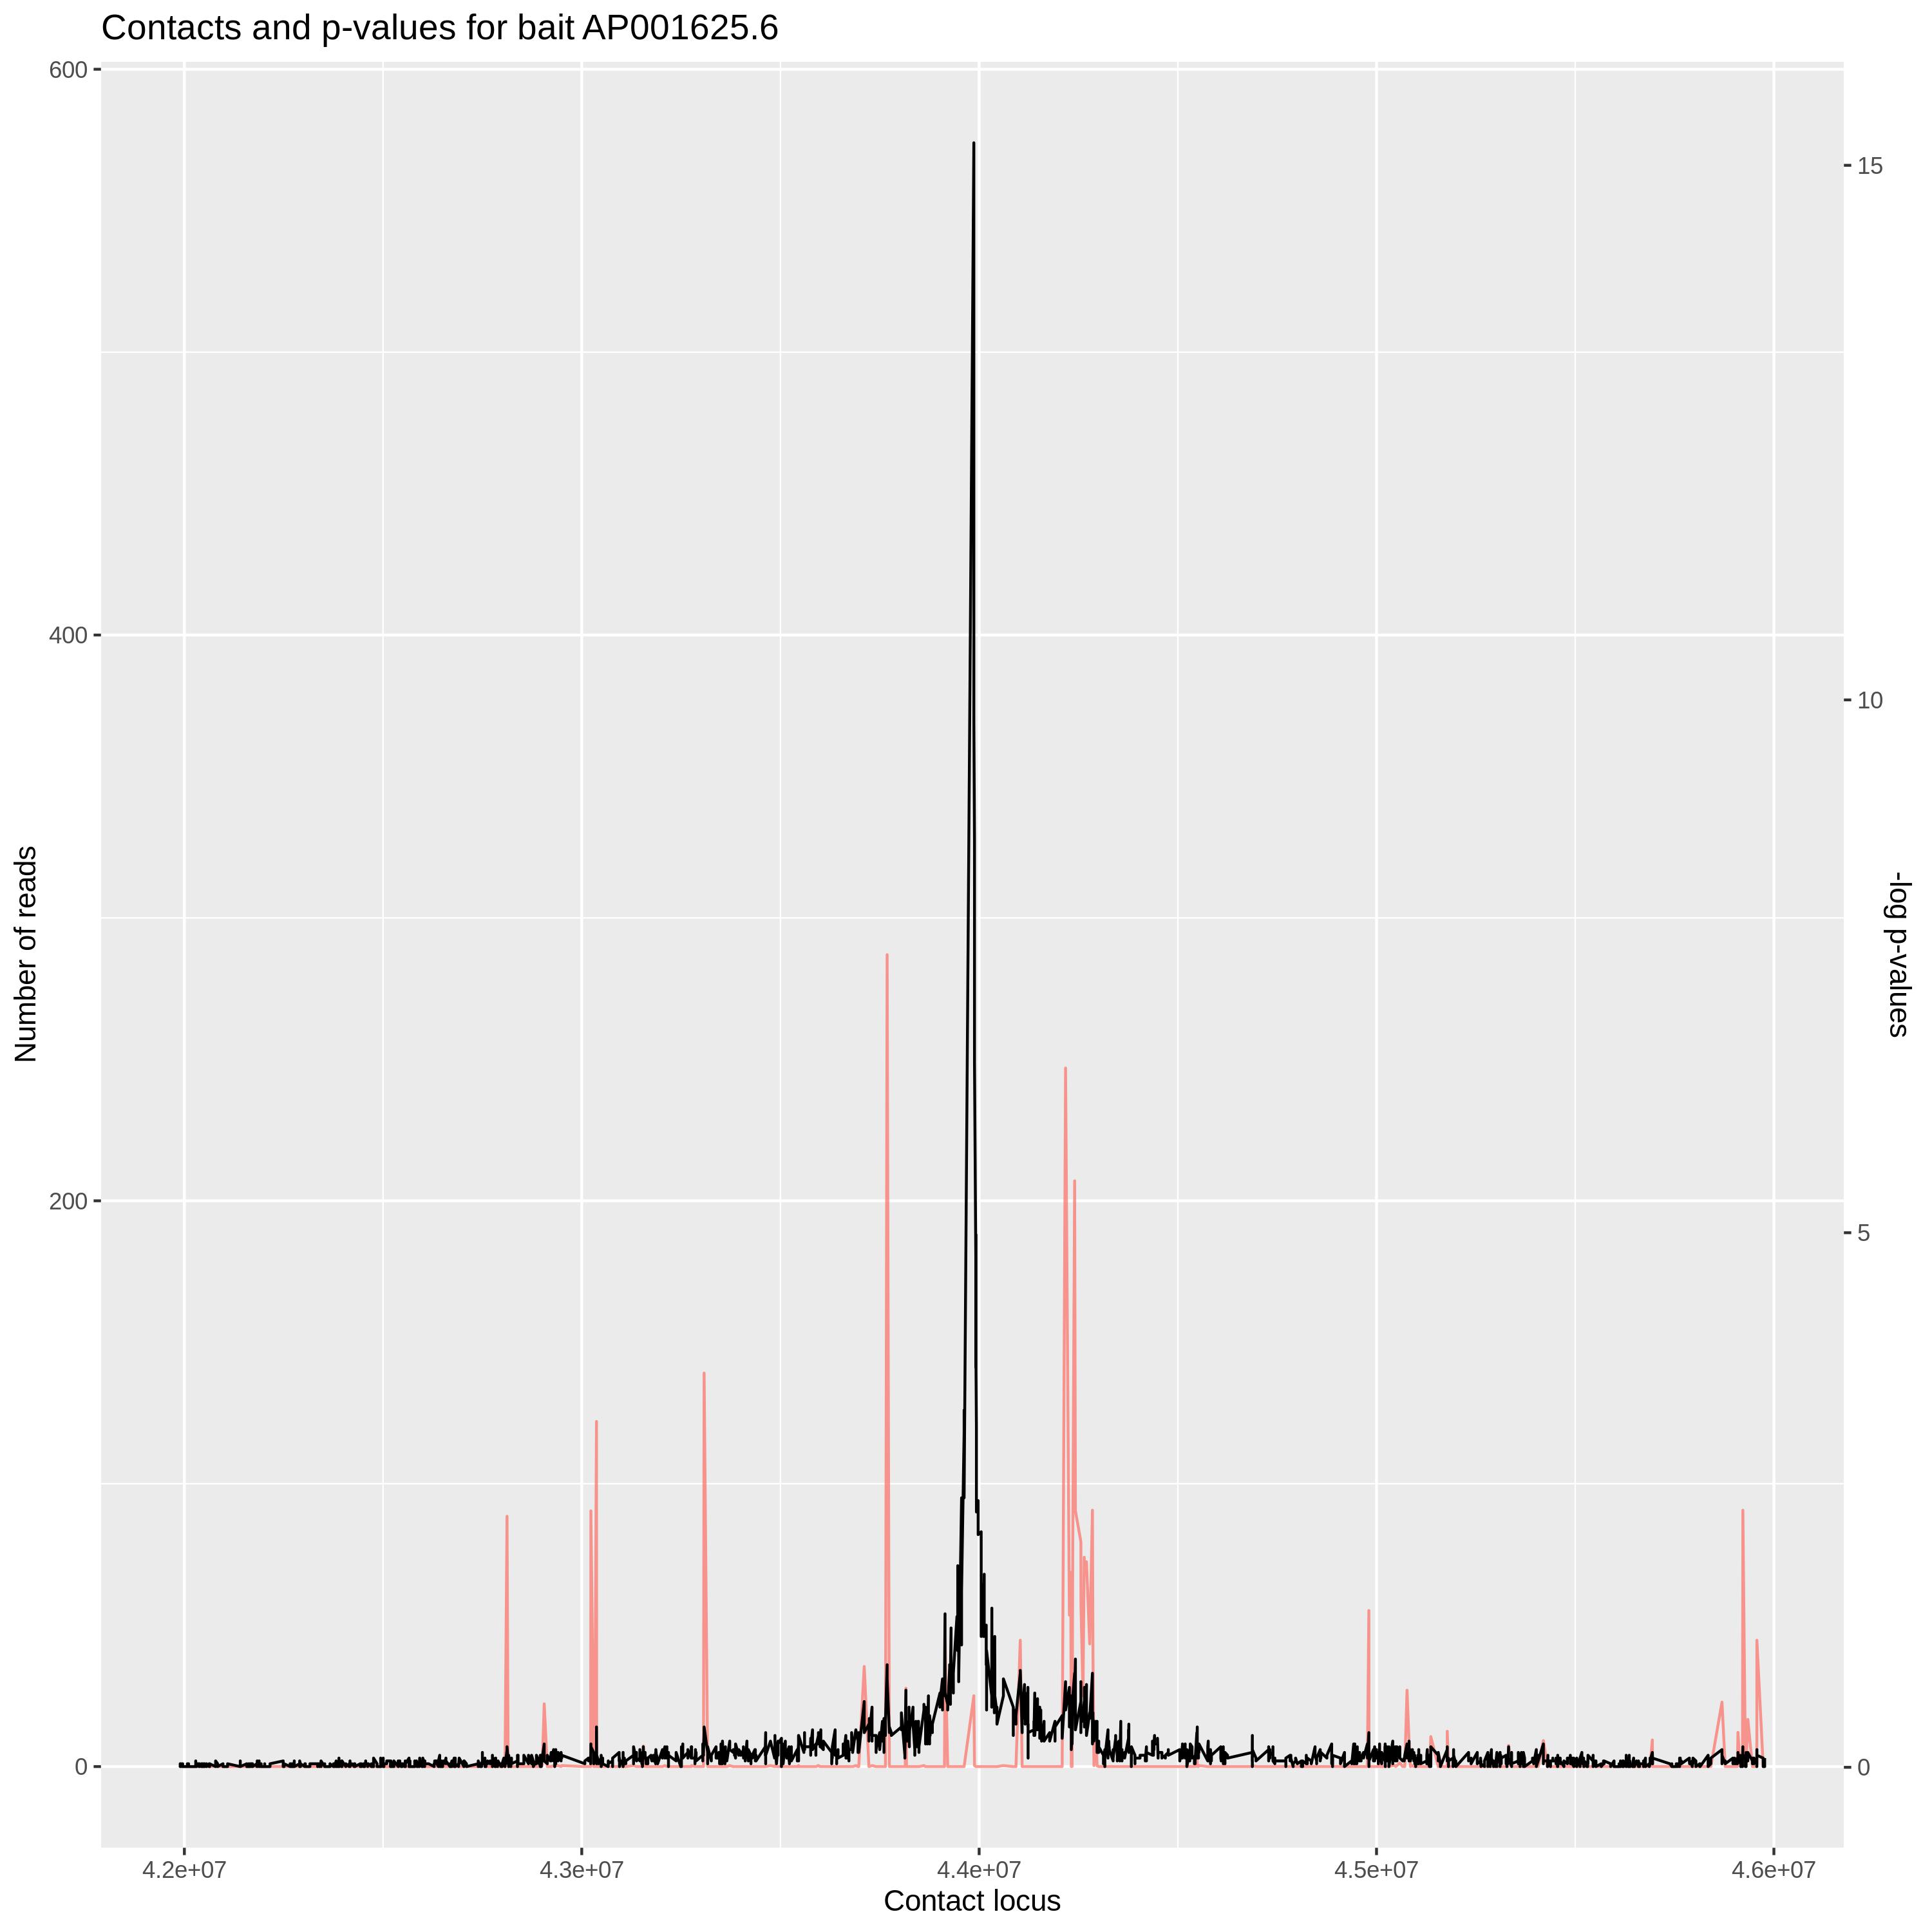 Contacts and p-values for bait AP001625.6
600
400
200
0
Number of reads
15
10
5
0
-log p-values
4.2e+07
4.3e+07
4.4e+07
4.5e+07
4.6e+07
Contact locus